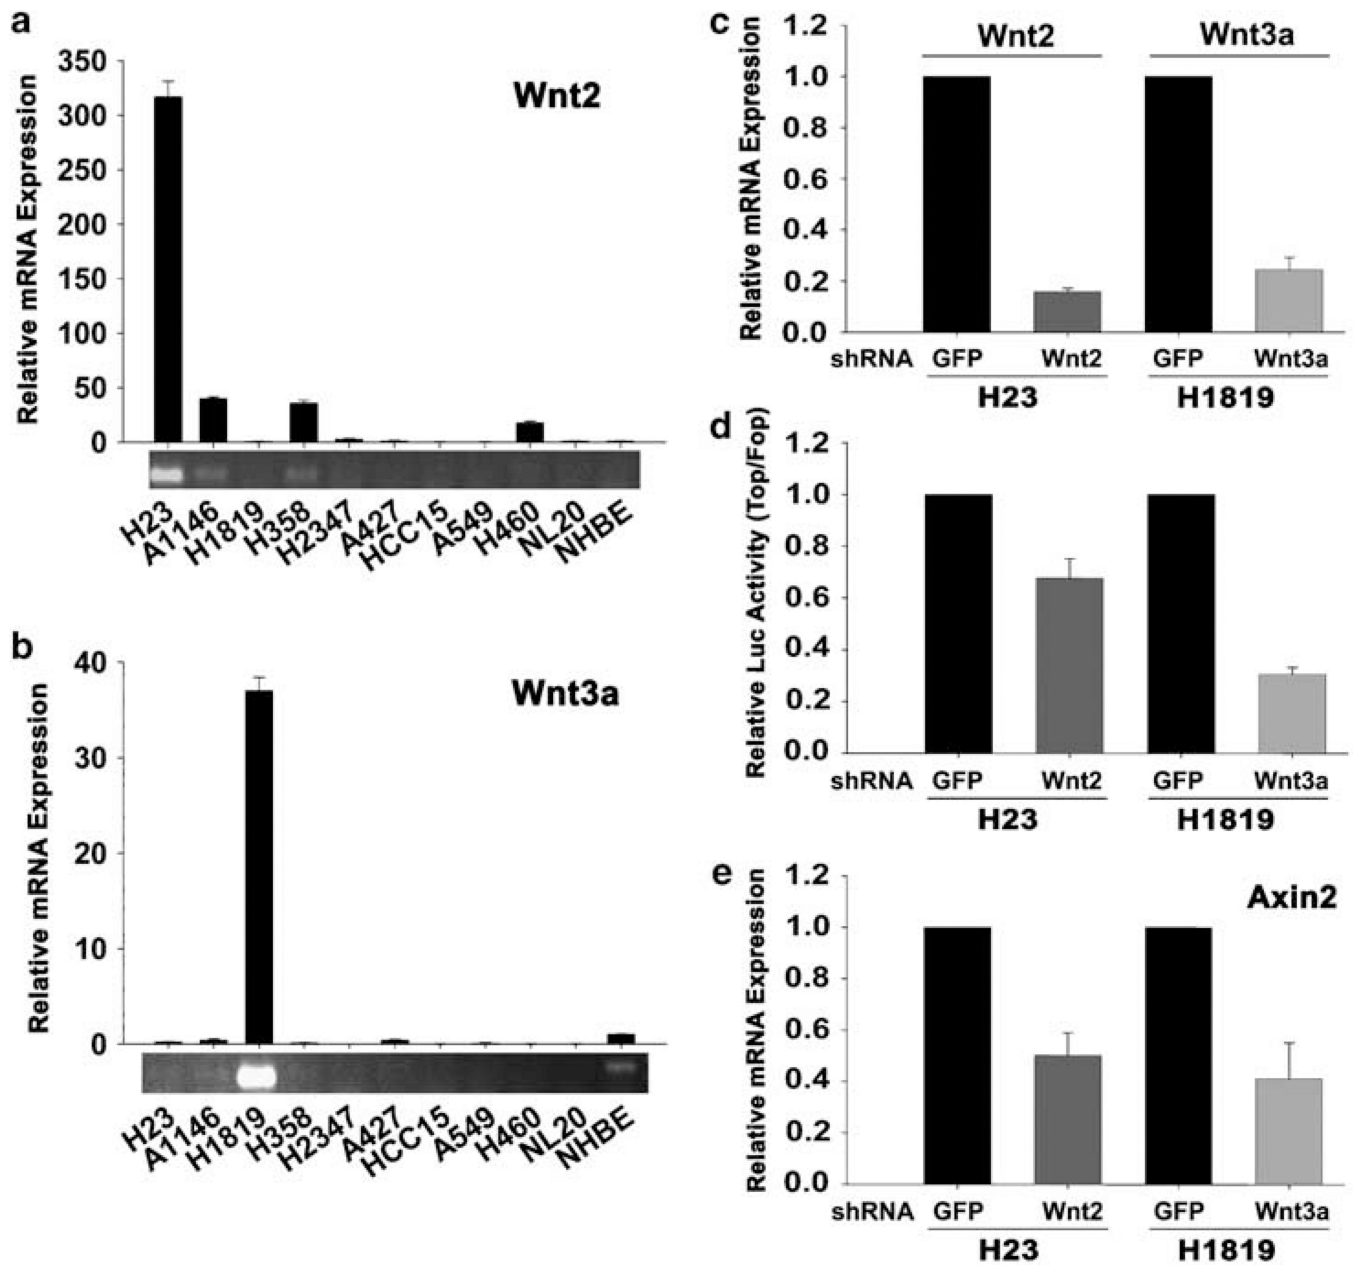 a
Relative mRNA Expression
350
300
250
200
150
100
50
0
Wnt2
H23 A1146 H1819 H358 H2347 A427 HCC15 A549 H460 NL20 NHBE
b
Relative mRNA Expression
40
30
20
10
0
Wnt3a
H23 A1146 H1819 H358 H2347 A427 HCC15 A549 H460 NL20 NHBE
c
Relative mRNA Expression
1.2
1.0
0.8
0.6
0.4
0.2
0.0
Wnt2 Wnt3a
shRNA GFP Wnt2 GFP Wnt3a
H23 H1819
d
Relative Luc Activity (Top/Fop)
1.2
1.0
0.8
0.6
0.4
0.2
0.0
shRNA GFP Wnt2 GFP Wnt3a
H23 H1819
e
Relative mRNA Expression
1.2
1.0
0.8
0.6
0.4
0.2
0.0
Axin2
shRNA GFP Wnt2 GFP Wnt3a
H23 H1819